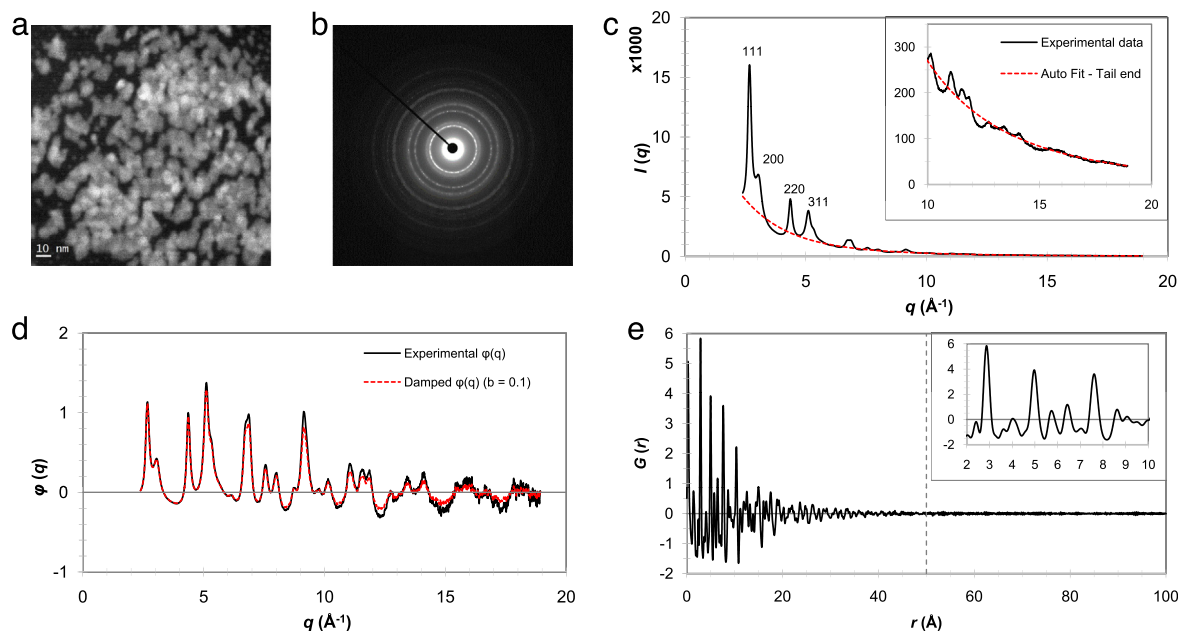 a
10 nm
b
c
x1000
I (q)
20
15
10
5
0
0 5 10 15 20
q (Å⁻¹)
111
200
220
311
Experimental data
Auto Fit - Tail end
300
200
100
0
10 15 20
d
φ (q)
2
1
0
-1
0 5 10 15 20
q (Å⁻¹)
Experimental φ(q)
Damped φ(q) (b = 0.1)
e
G (r)
6
5
4
3
2
1
0
-1
-2
0 20 40 60 80 100
r (Å)
6
4
2
0
-2
2 3 4 5 6 7 8 9 10